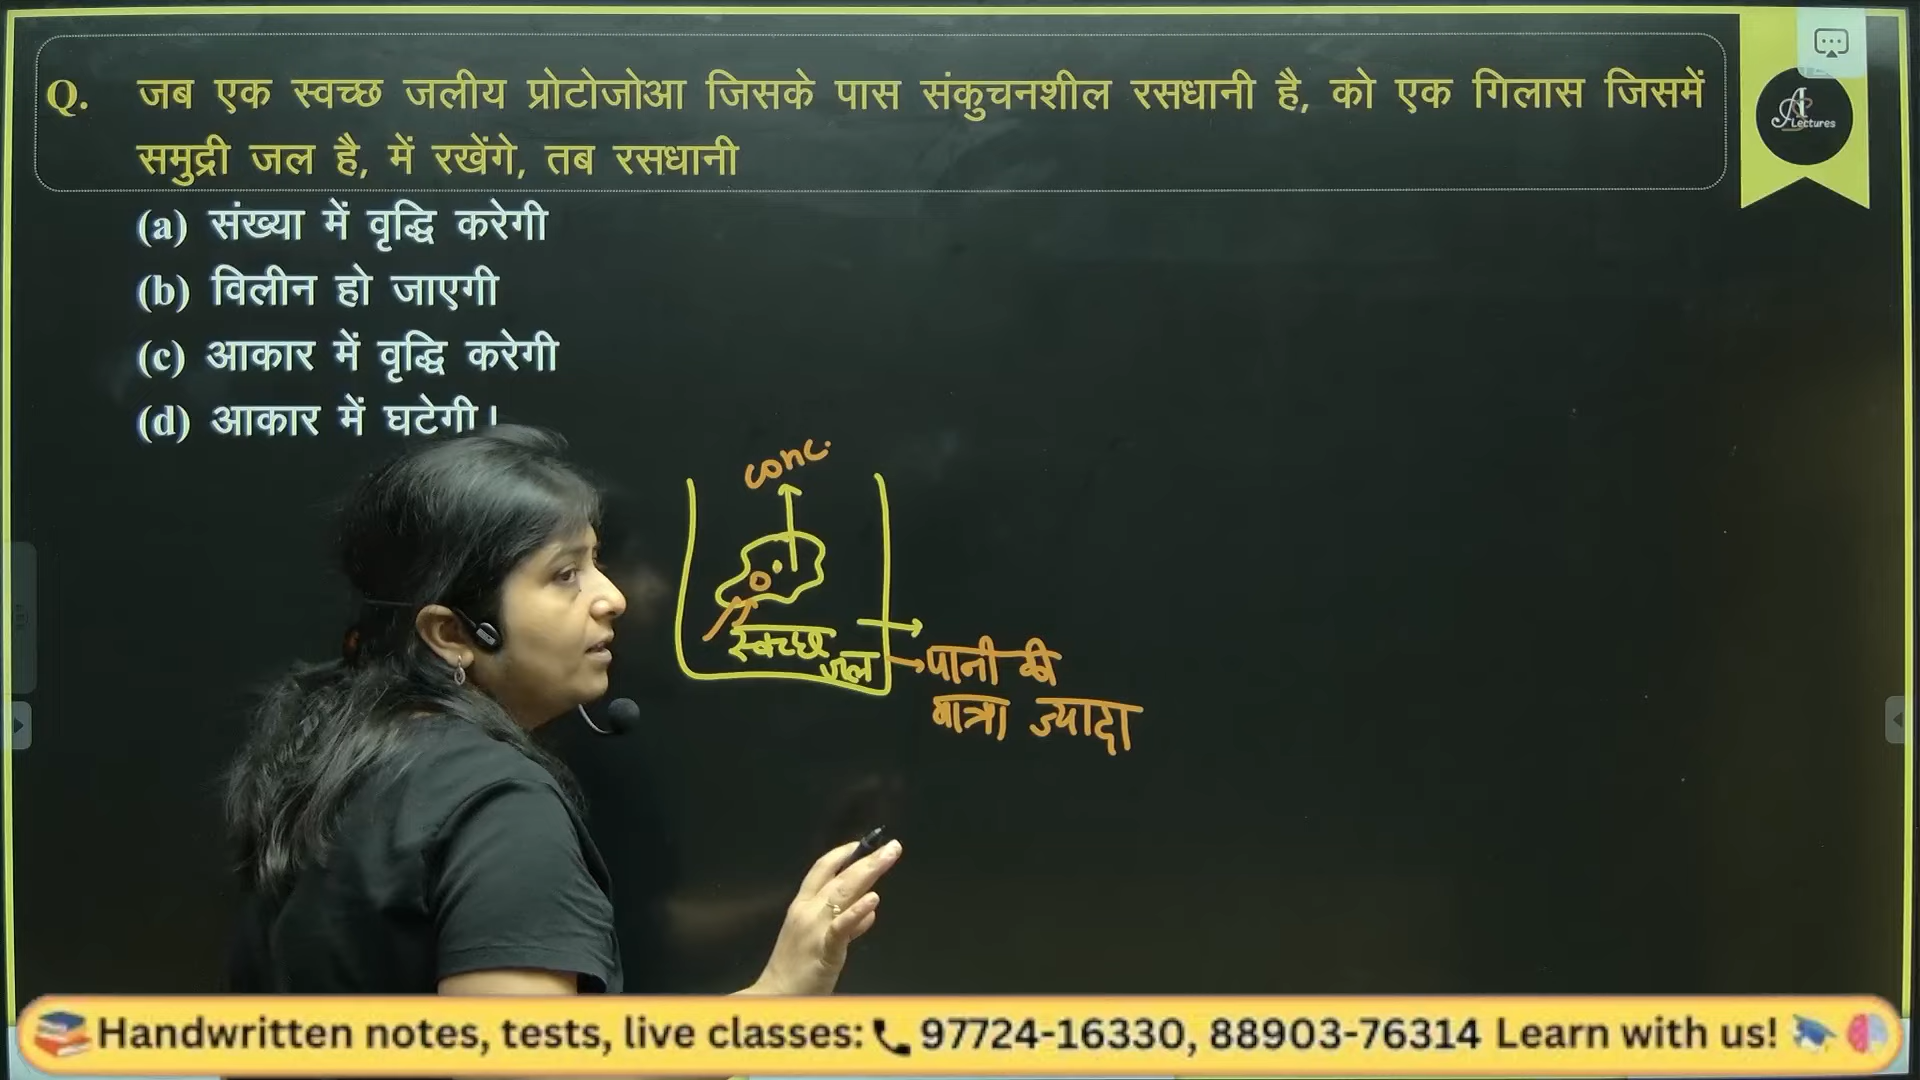 Q. जब एक स्वच्छ जलीय प्रोटोजोआ जिसके पास संकुचनशील रसधानी है, को एक गिलास जिसमें
समुद्री जल है, में रखेंगे, तब रसधानी
(a) संख्या में वृद्धि करेगी
(b) विलीन हो जाएगी
(c) आकार में वृद्धि करेगी
(d) आकार में घटेगी।
Lectures
conc.
स्वच्छ
जल
पानी की
मात्रा ज्यादा
Handwritten notes, tests, live classes: 97724-16330, 88903-76314 Learn with us!